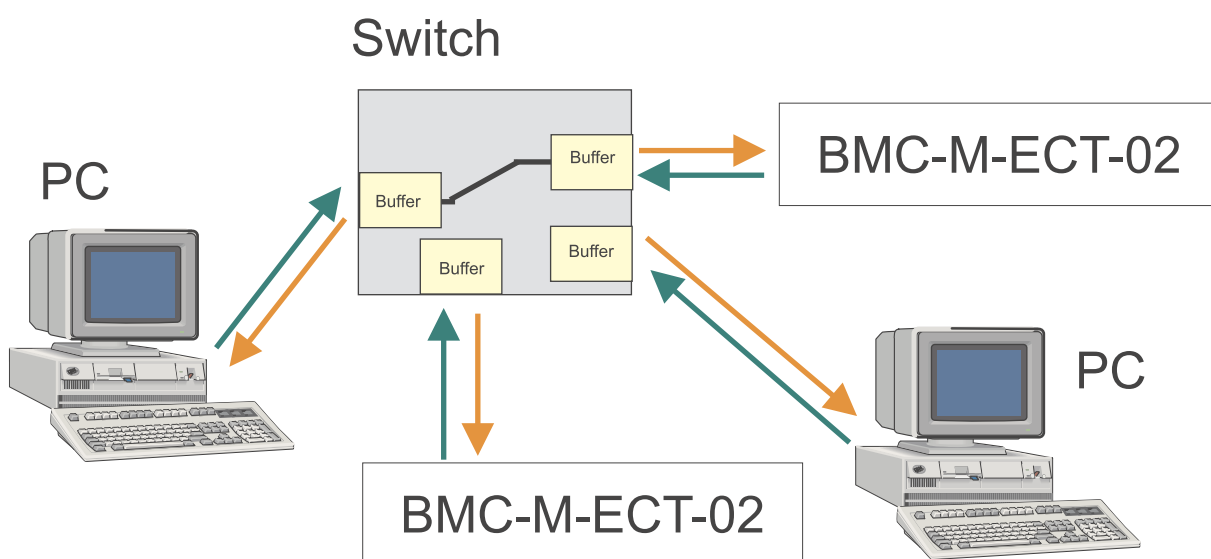 Switch
PC
Buffer
BMC-M-ECT-02
Buffer
Buffer
Buffer
PC
BMC-M-ECT-02